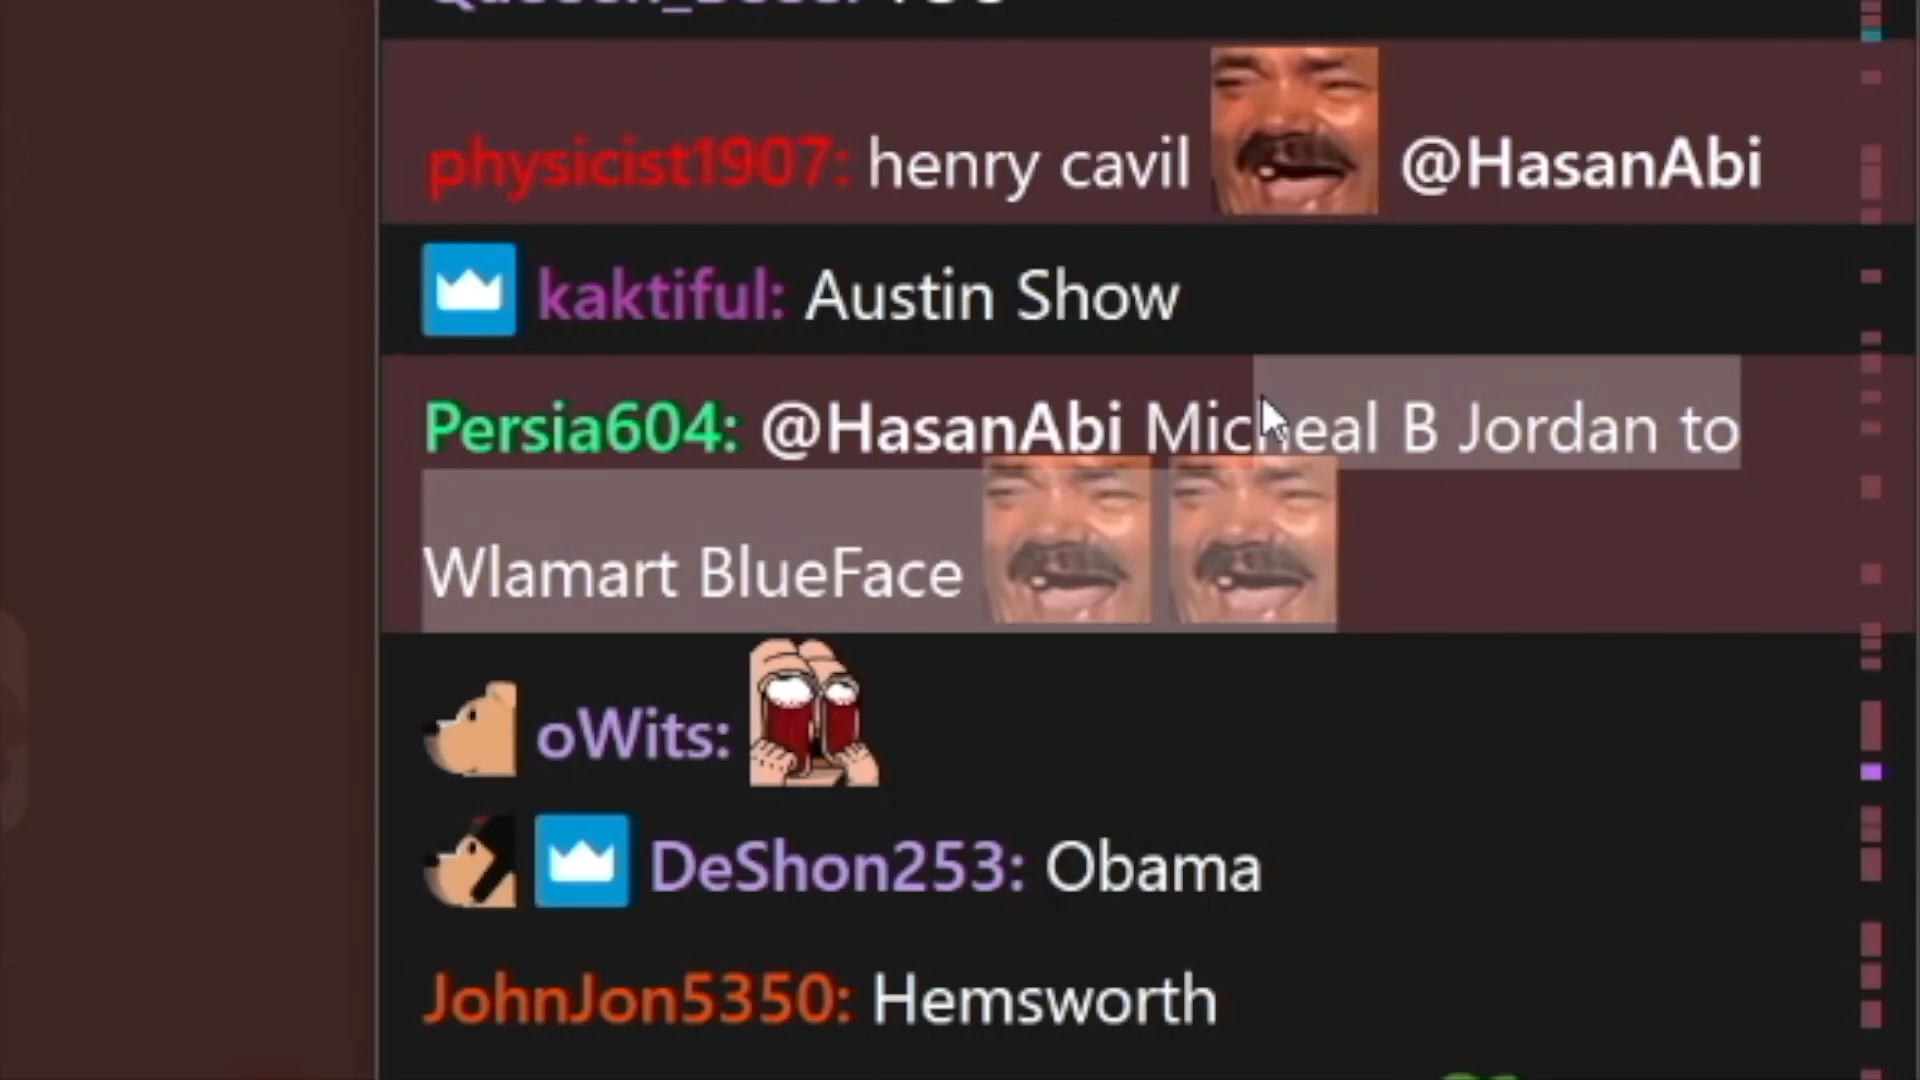 physicist1907: henry cavil @HasanAbi
kaktiful: Austin Show
Persia604: @HasanAbi Micheal B Jordan to
Wlamart BlueFace
oWits:
DeShon253: Obama
JohnJon5350: Hemsworth